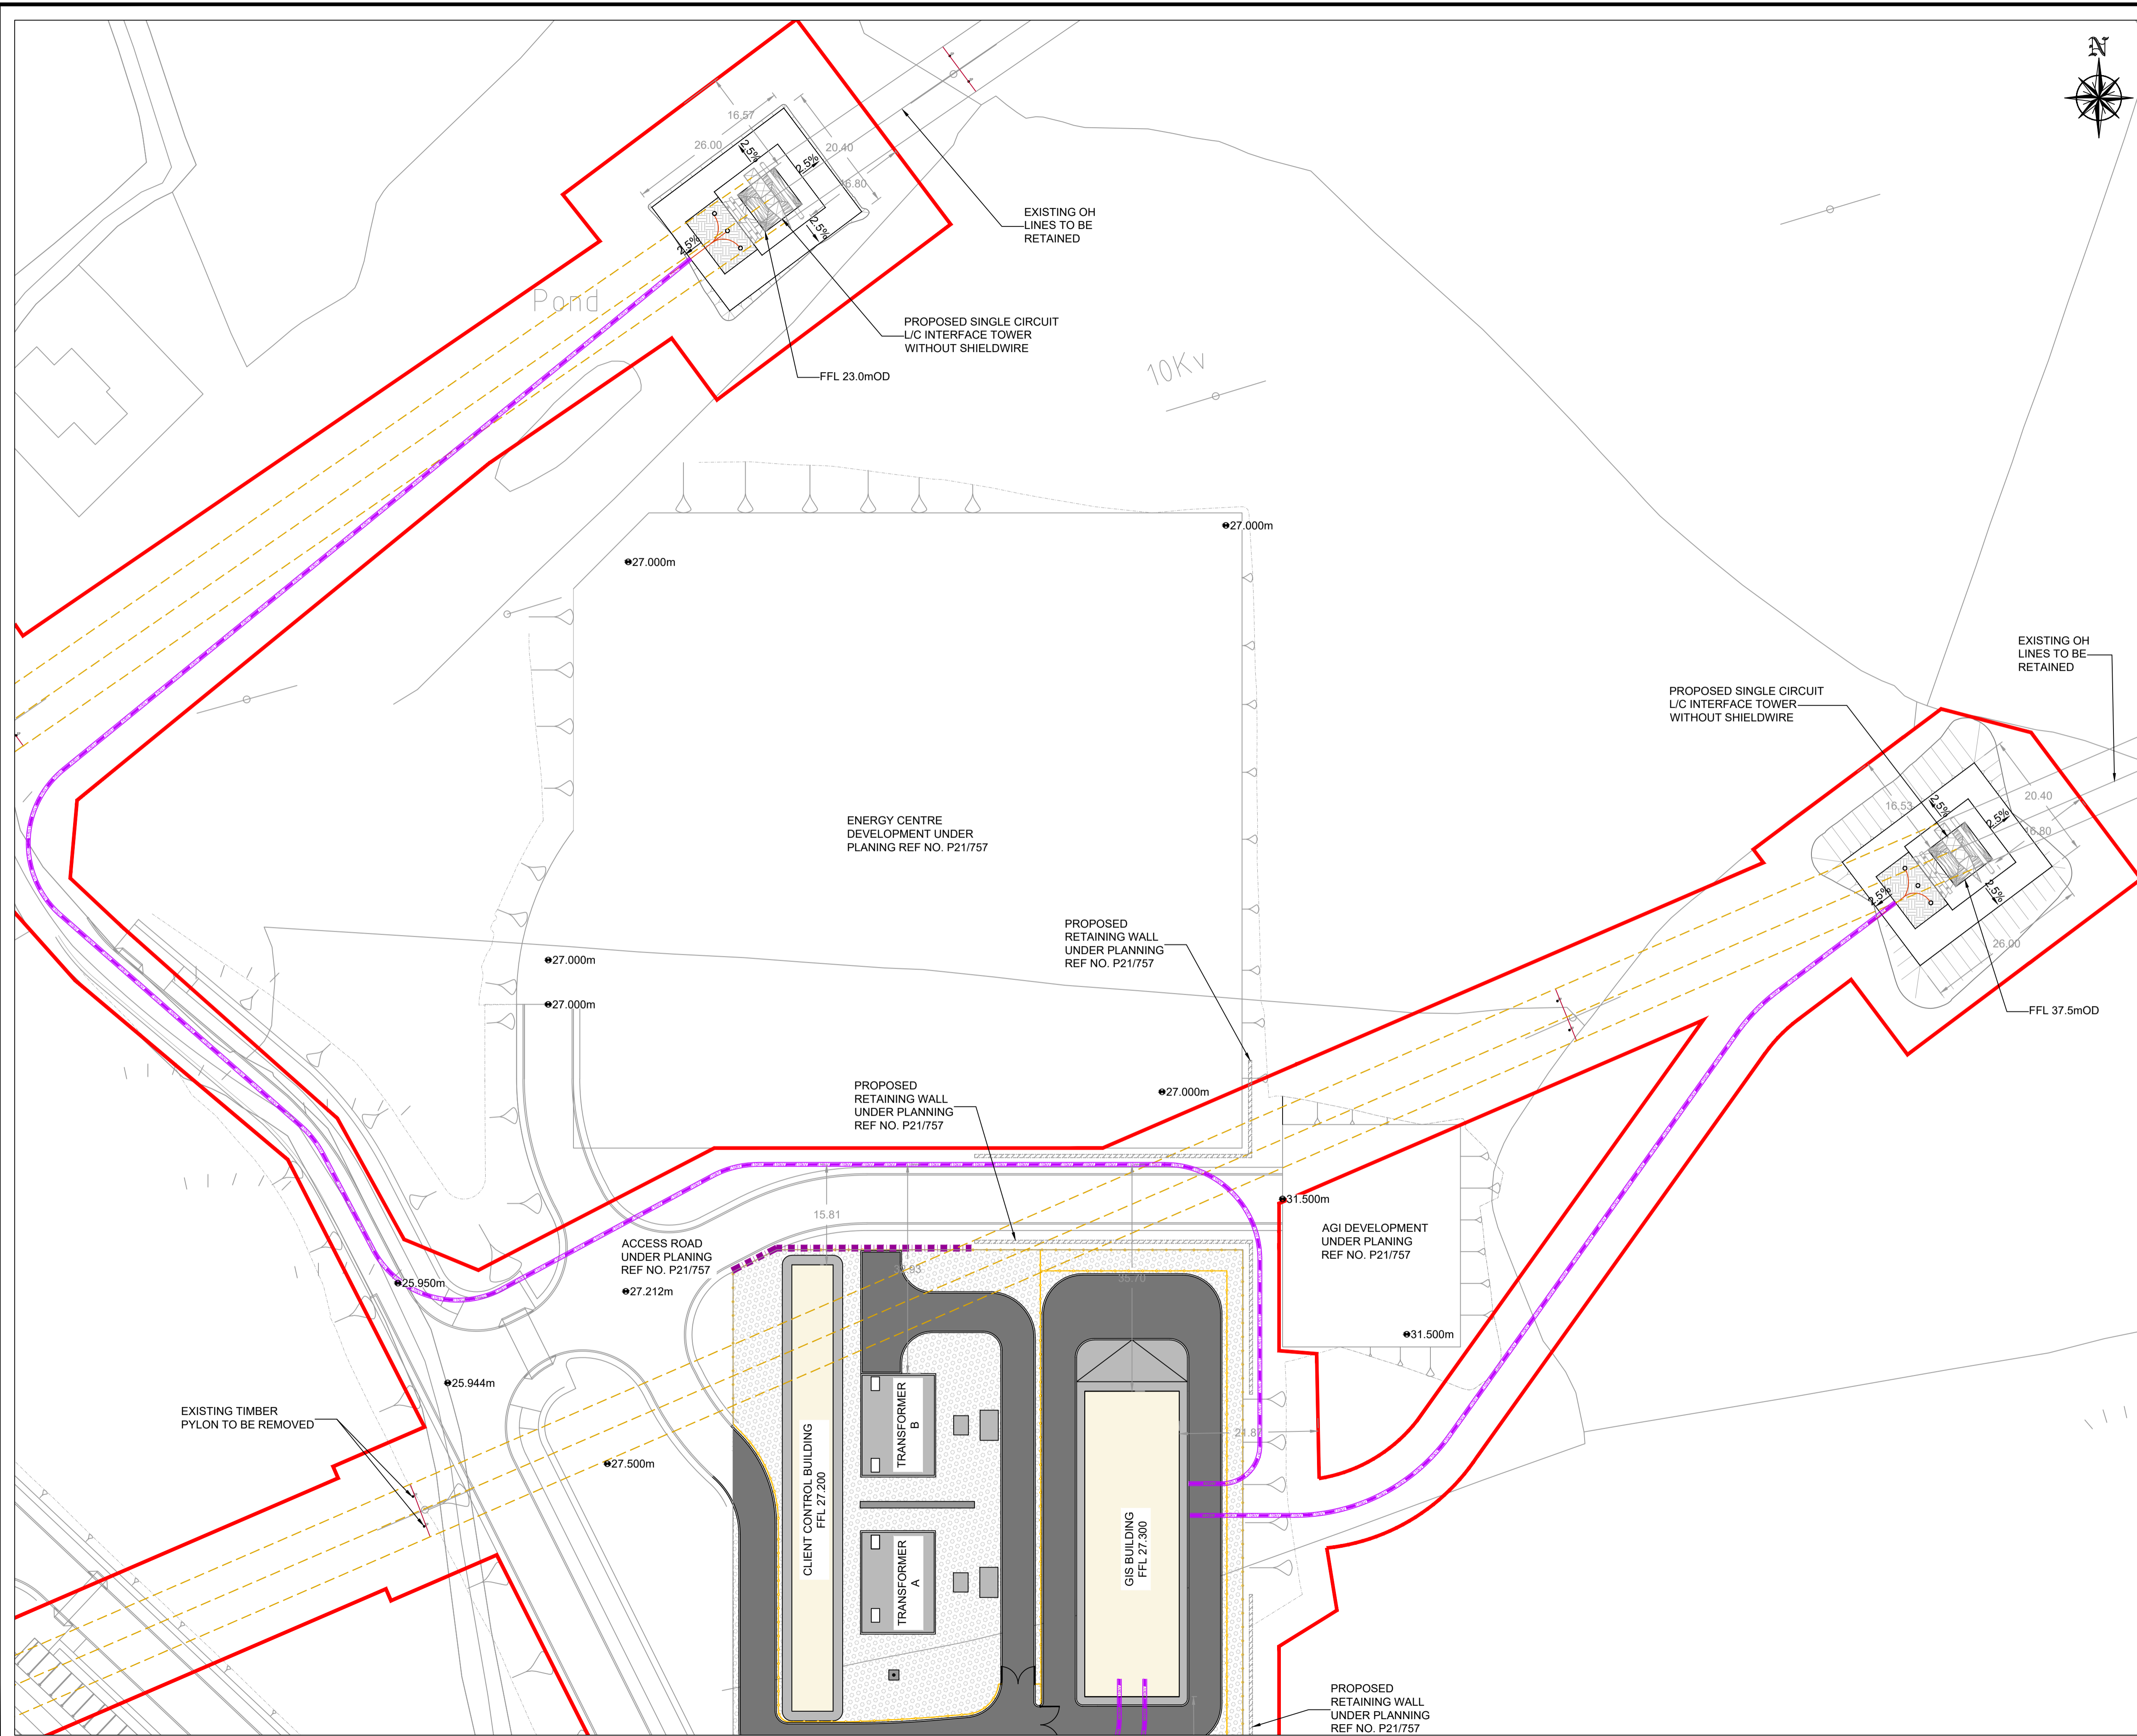 N
16.57
26.00
2.5%
2.5%
20.40
16.80
2.5%
2.5%
EXISTING OH
LINES TO BE
RETAINED
Pond
PROPOSED SINGLE CIRCUIT
L/C INTERFACE TOWER
WITHOUT SHIELDWIRE
FFL 23.0mOD
10Kv
27.000m
27.000m
EXISTING OH
LINES TO BE
RETAINED
PROPOSED SINGLE CIRCUIT
L/C INTERFACE TOWER
WITHOUT SHIELDWIRE
16.53
2.5%
20.40
2.5%
16.80
2.5%
2.5%
26.00
FFL 37.5mOD
ENERGY CENTRE
DEVELOPMENT UNDER
PLANING REF NO. P21/757
PROPOSED
RETAINING WALL
UNDER PLANNING
REF NO. P21/757
27.000m
27.000m
27.000m
PROPOSED
RETAINING WALL
UNDER PLANNING
REF NO. P21/757
31.500m
15.81
AGI DEVELOPMENT
UNDER PLANING
REF NO. P21/757
ACCESS ROAD
UNDER PLANING
REF NO. P21/757
25.950m
27.212m
35.70
31.500m
25.944m
EXISTING TIMBER
PYLON TO BE REMOVED
27.500m
CLIENT CONTROL BUILDING
FFL 27.200
TRANSFORMER
B
TRANSFORMER
A
GIS BUILDING
FFL 27.300
PROPOSED
RETAINING WALL
UNDER PLANNING
REF NO. P21/757